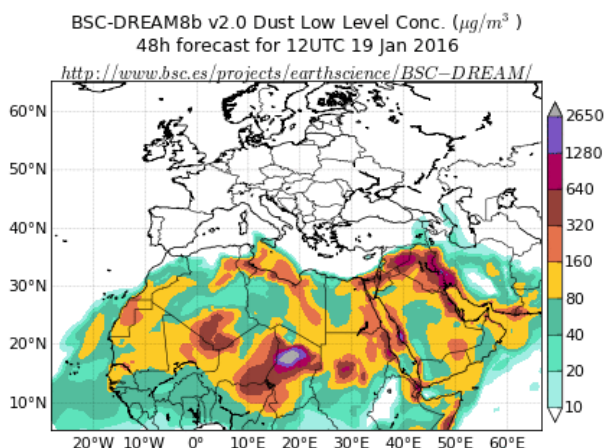 BSC-DREAM8b v2.0 Dust Low Level Conc. (μg/m³ )
48h forecast for 12UTC 19 Jan 2016
http://www.bsc.es/projects/earthscience/BSC−DREAM/
60°N
50°N
40°N
30°N
20°N
10°N
20°W 10°W 0° 10°E 20°E 30°E 40°E 50°E 60°E
2650
1280
640
320
160
80
40
20
10